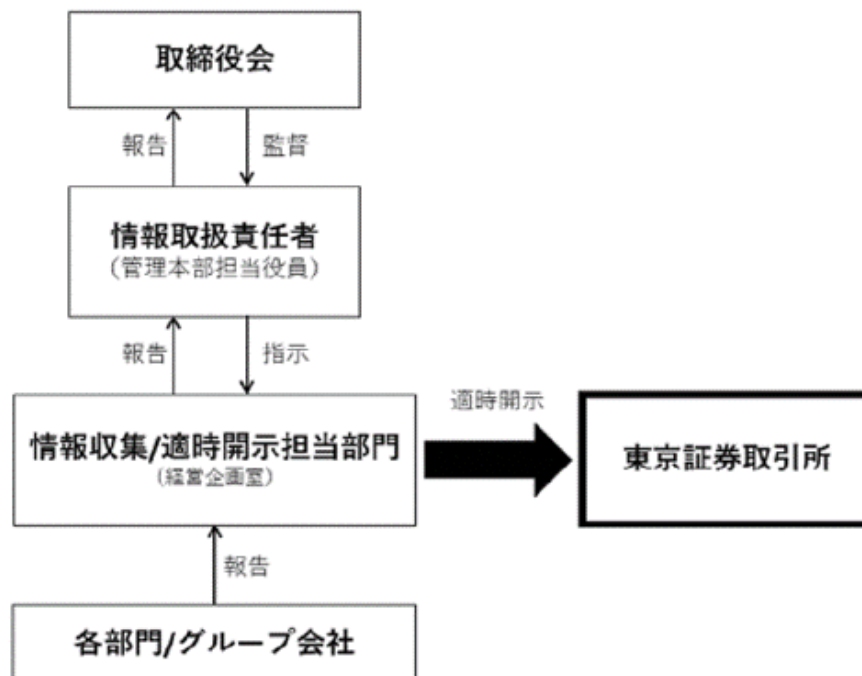 取締役会
報告
監督
情報取扱責任者
(管理本部担当役員)
報告
指示
情報収集/適時開示担当部門
(経営企画室)
適時開示
東京証券取引所
報告
各部門/グループ会社